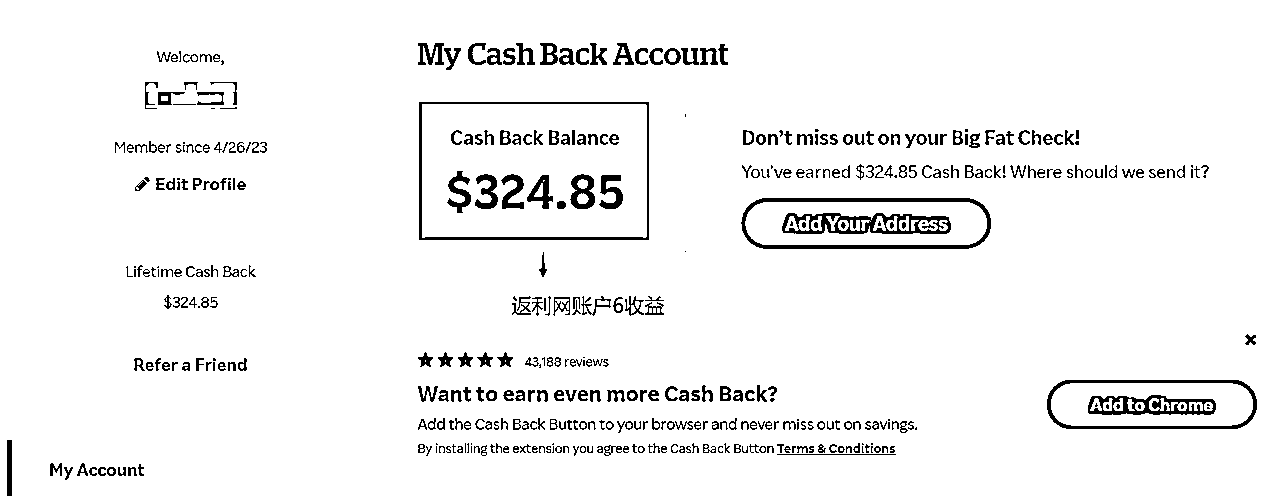 Welcome,
Member since 4/26/23
Edit Profile
Lifetime Cash Back
$324.85
Refer a Friend
My Account
My Cash Back Account
Cash Back Balance
$324.85
返利网账户6收益
Don't miss out on your Big Fat Check!
You've earned $324.85 Cash Back! Where should we send it?
Add Your Address
43,188 reviews
Want to earn even more Cash Back?
Add the Cash Back Button to your browser and never miss out on savings.
By installing the extension you agree to the Cash Back Button Terms & Conditions
Add to Chrome